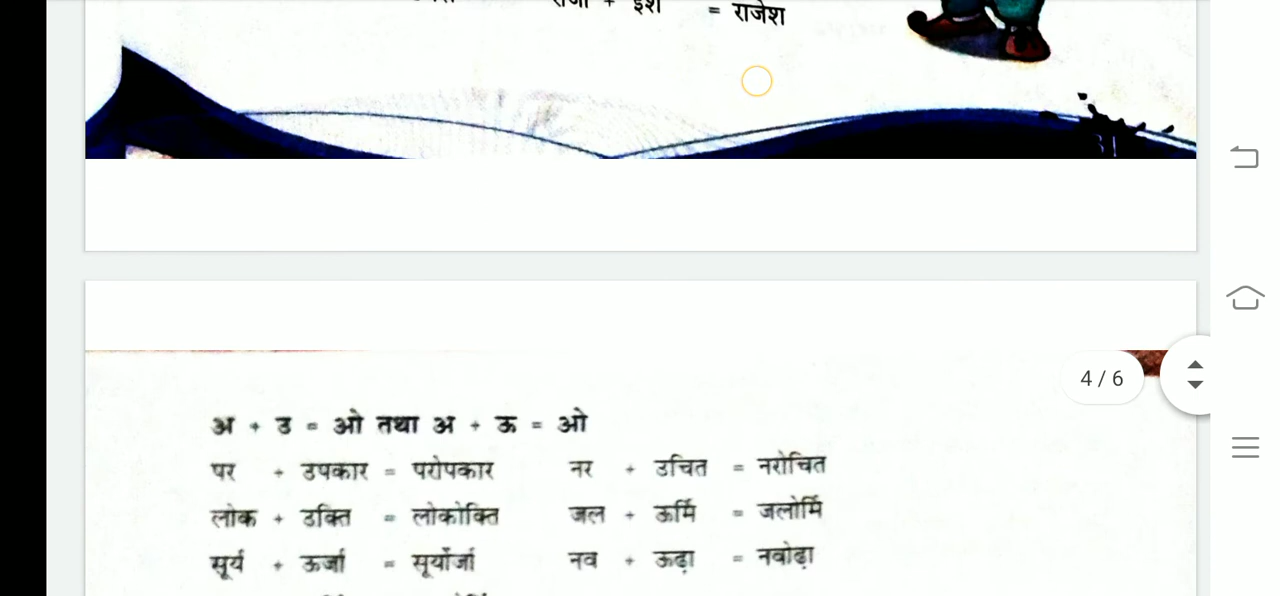 = राजेश
4 / 6
अ + उ = ओ तथा अ + ऊ = ओ
पर + उपकार = परोपकार नर + उचित = नरोचित
लोक + उक्ति = लोकोक्ति जल + ऊर्मि = जलोर्मि
सूर्य + ऊर्जा = सूर्योर्जा नव + ऊढ़ा = नवोढ़ा